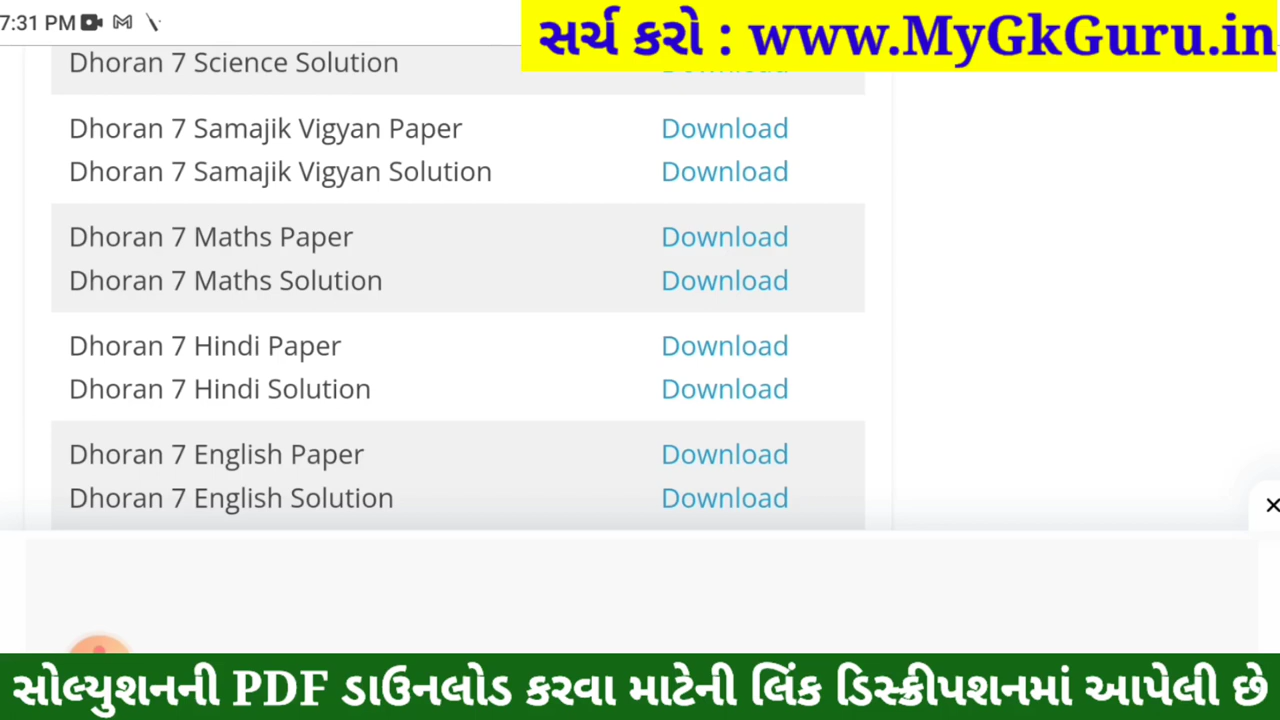 7:31 PM
સર્ચ કરો : www.MyGkGuru.in
Dhoran 7 Science Solution Download
Dhoran 7 Samajik Vigyan Paper Download
Dhoran 7 Samajik Vigyan Solution Download
Dhoran 7 Maths Paper Download
Dhoran 7 Maths Solution Download
Dhoran 7 Hindi Paper Download
Dhoran 7 Hindi Solution Download
Dhoran 7 English Paper Download
Dhoran 7 English Solution Download
સોલ્યુશનની PDF ડાઉનલોડ કરવા માટેની લિંક ડિસ્ક્રીપશનમાં આપેલી છે